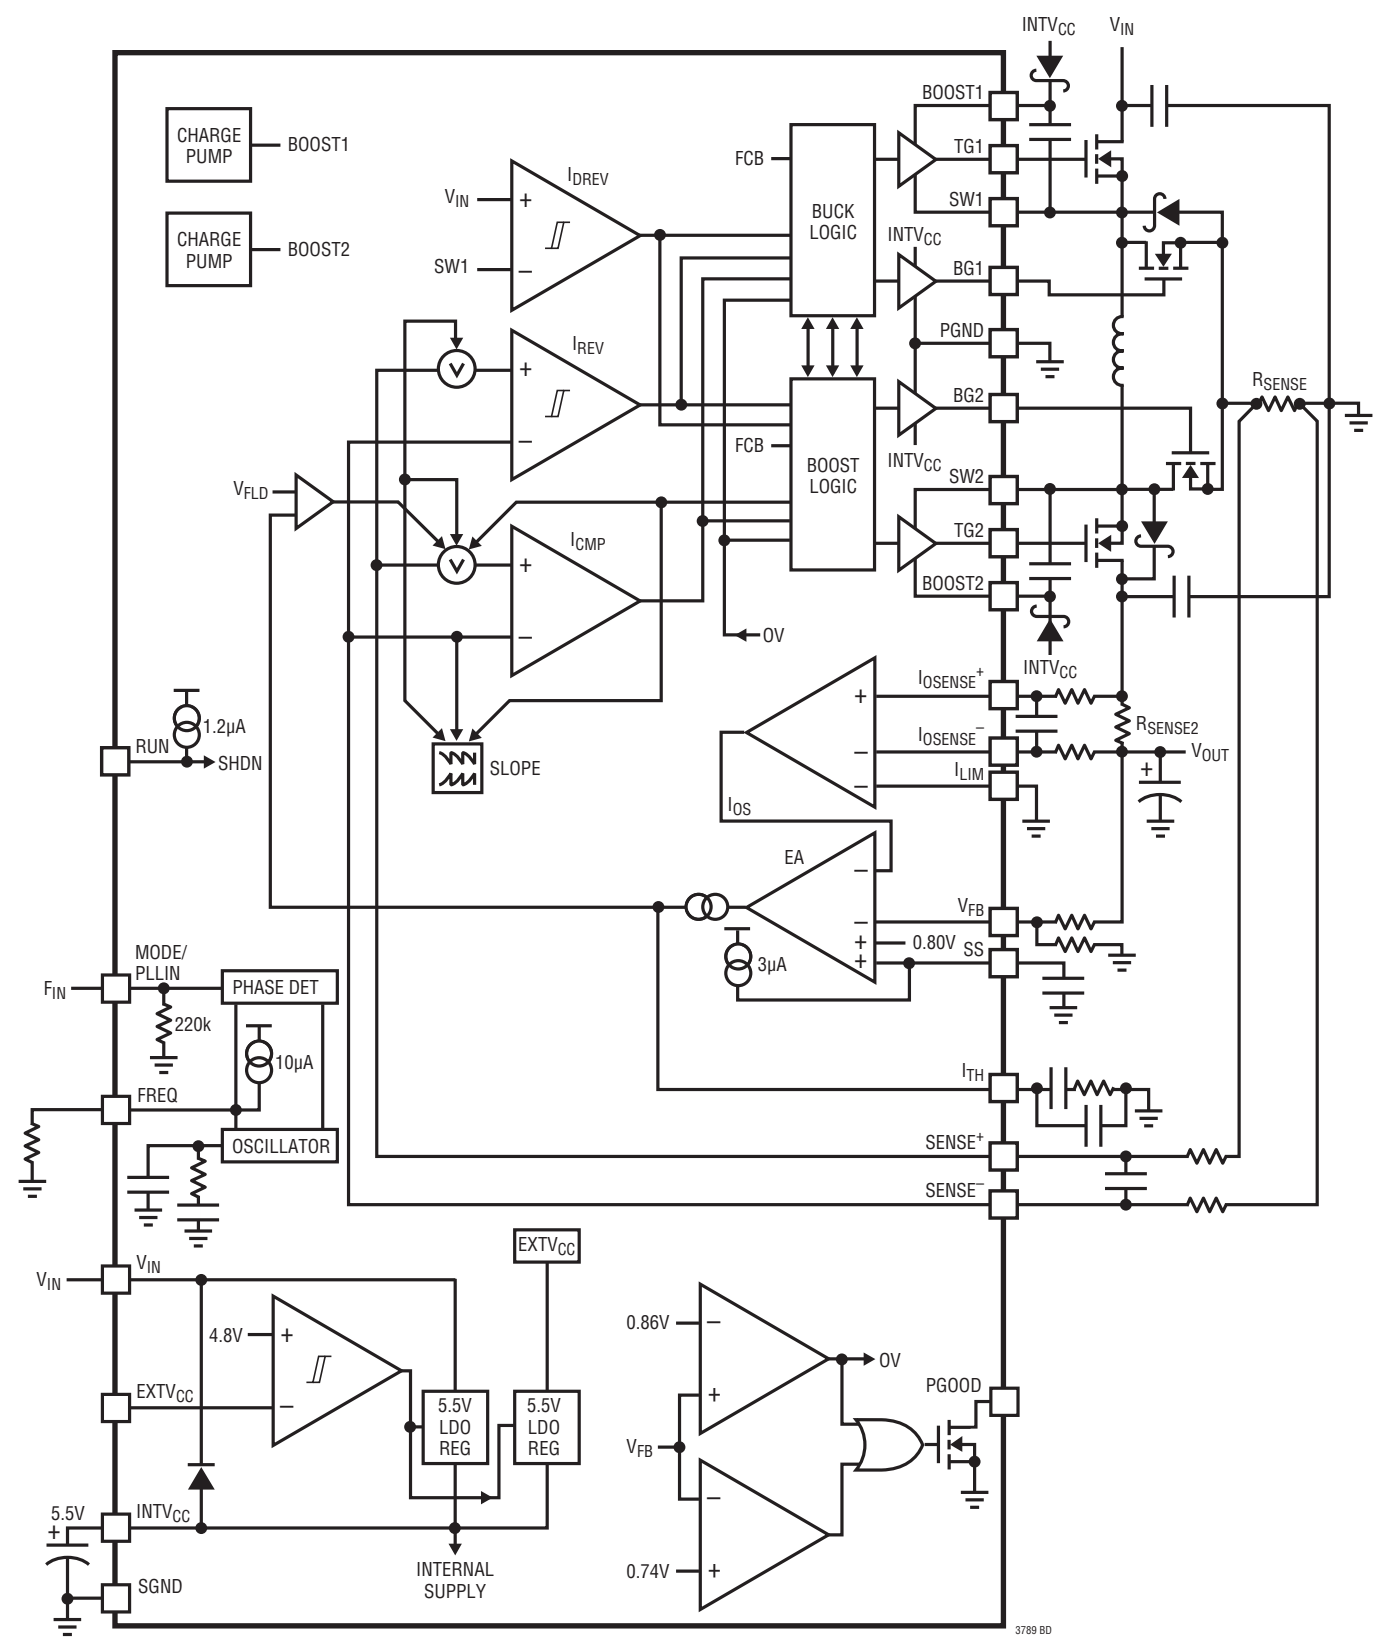 INTVCC
VIN
BOOST1
CHARGE
PUMP
BOOST1
FCB
TG1
IDREV
VIN
+
SW1
BUCK
LOGIC
CHARGE
PUMP
BOOST2
INTVCC
SW1
–
BG1
IREV
V
+
PGND
RSENSE
BG2
–
FCB
INTVCC
BOOST
LOGIC
SW2
VFLD
ICMP
TG2
V
+
BOOST2
–
OV
INTVCC
IOSENSE+
+
RSENSE2
1.2µA
RUN
SHDN
SLOPE
IOSENSE–
–
VOUT
ILIM
–
+
IOS
EA
–
VFB
–
+
0.80V
SS
+
3µA
MODE/
PLLIN
FIN
PHASE DET
220k
10µA
ITH
FREQ
OSCILLATOR
SENSE+
SENSE–
EXTVCC
VIN
VIN
4.8V
+
0.86V
–
OV
EXTVCC
–
5.5V
LDO
REG
5.5V
LDO
REG
+
PGOOD
VFB
–
5.5V
+
INTVCC
INTERNAL
SUPPLY
0.74V
+
SGND
3789 BD